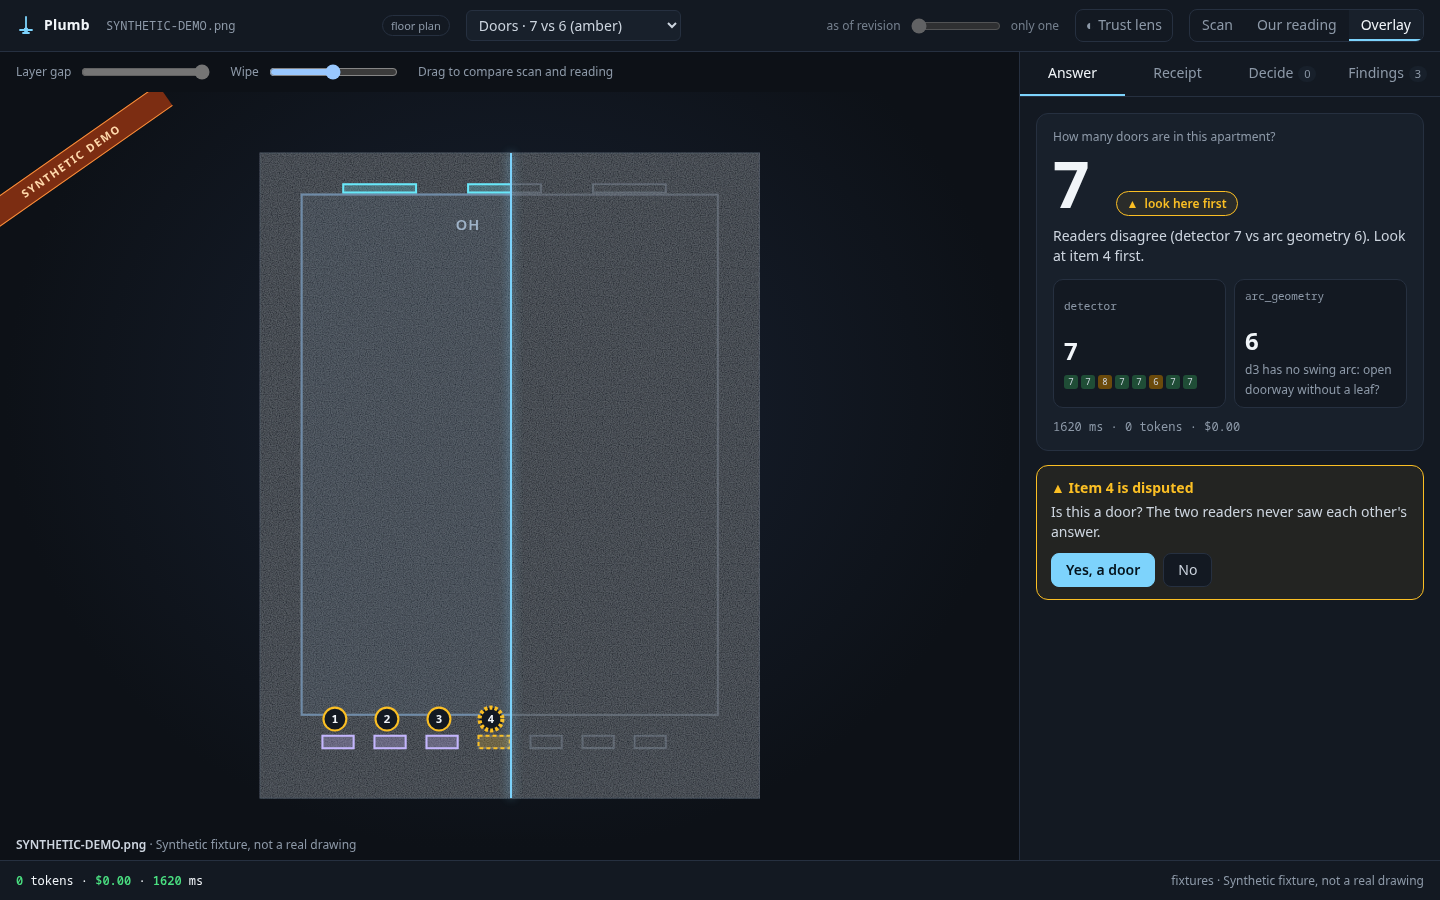 Plumb SYNTHETIC-DEMO.png floor plan Doors · 7 vs 6 (amber) as of revision only one Trust lens Scan Our reading Overlay
Layer gap Wipe Drag to compare scan and reading
Answer Receipt Decide 0 Findings 3
SYNTHETIC DEMO
OH
1 2 3 4
How many doors are in this apartment?
7 ▲ look here first
Readers disagree (detector 7 vs arc geometry 6). Look
at item 4 first.
detector
7
7 7 8 7 7 6 7 7
arc_geometry
6
d3 has no swing arc: open
doorway without a leaf?
1620 ms · 0 tokens · $0.00
▲ Item 4 is disputed
Is this a door? The two readers never saw each other's
answer.
Yes, a door No
SYNTHETIC-DEMO.png · Synthetic fixture, not a real drawing
0 tokens · $0.00 · 1620 ms
fixtures · Synthetic fixture, not a real drawing